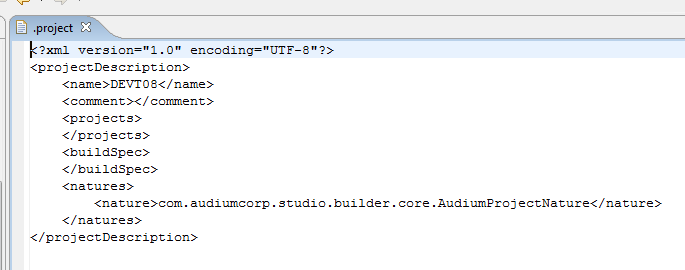 .project
<?xml version="1.0" encoding="UTF-8"?>
<projectDescription>
    <name>DEVT08</name>
    <comment></comment>
    <projects>
    </projects>
    <buildSpec>
    </buildSpec>
    <natures>
        <nature>com.audiumcorp.studio.builder.core.AudiumProjectNature</nature>
    </natures>
</projectDescription>